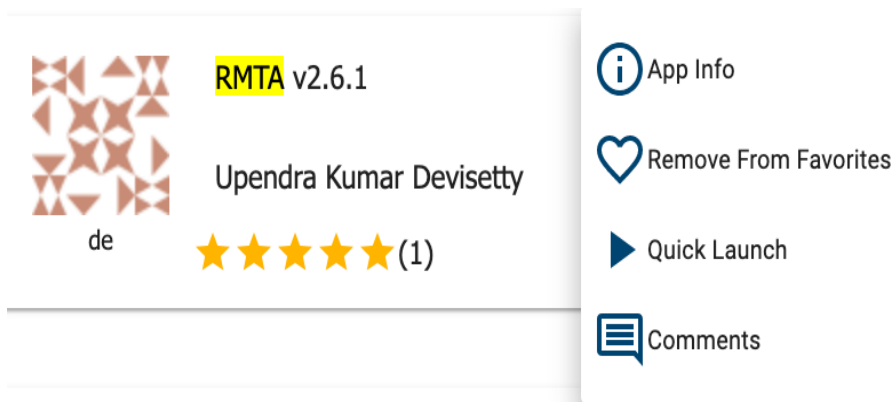 RMTA v2.6.1
Upendra Kumar Devisetty
de
(1)
App Info
Remove From Favorites
Quick Launch
Comments